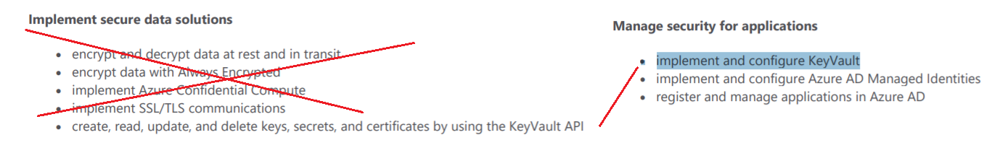 Implement secure data solutions
encrypt and decrypt data at rest and in transit
encrypt data with Always Encrypted
implement Azure Confidential Compute
implement SSL/TLS communications
create, read, update, and delete keys, secrets, and certificates by using the KeyVault API
Manage security for applications
implement and configure KeyVault
implement and configure Azure AD Managed Identities
register and manage applications in Azure AD